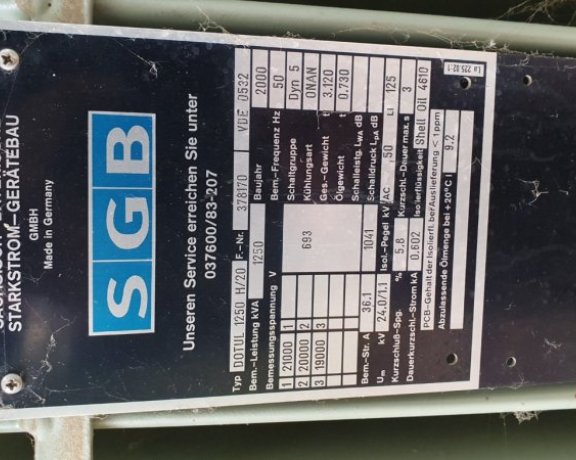 STARKSTROM-GERÄTEBAU
GMBH
Made in Germany
SGB
Unseren Service erreichen Sie unter
037600/83-207
Typ DOTUL 1250 H/20 F.-Nr. 378170 VDE 0532
Bem.-Leistung kVA 1250 Baujahr 2000
Bemessungsspannung V Bem.-Frequenz Hz 50
1 21000 1 693 Schaltgruppe Dyn 5
2 20000 2 Kühlungsart ONAN
3 19000 3 Ges.-Gewicht t 3.120
Ölgewicht t 0.730
Schalleistg LWA dB
Bem.-Str. A 36.1 1041 Schalldruck LPA dB
Um kV 24.0/1.1 Isol.-Pegel kV AC 50 LI 125
Kurzschluß-Spg. % 5,8 Kurzschl.-Dauer max. s 3
Dauerkurzschl.-Strom kA 0.602 Isolierflüssigkeit Shell Oil 4610
PCB-Gehalt der Isolierfl. bei Auslieferung < 1 ppm
Abzulassende Ölmenge bei + 20°C l 9.2